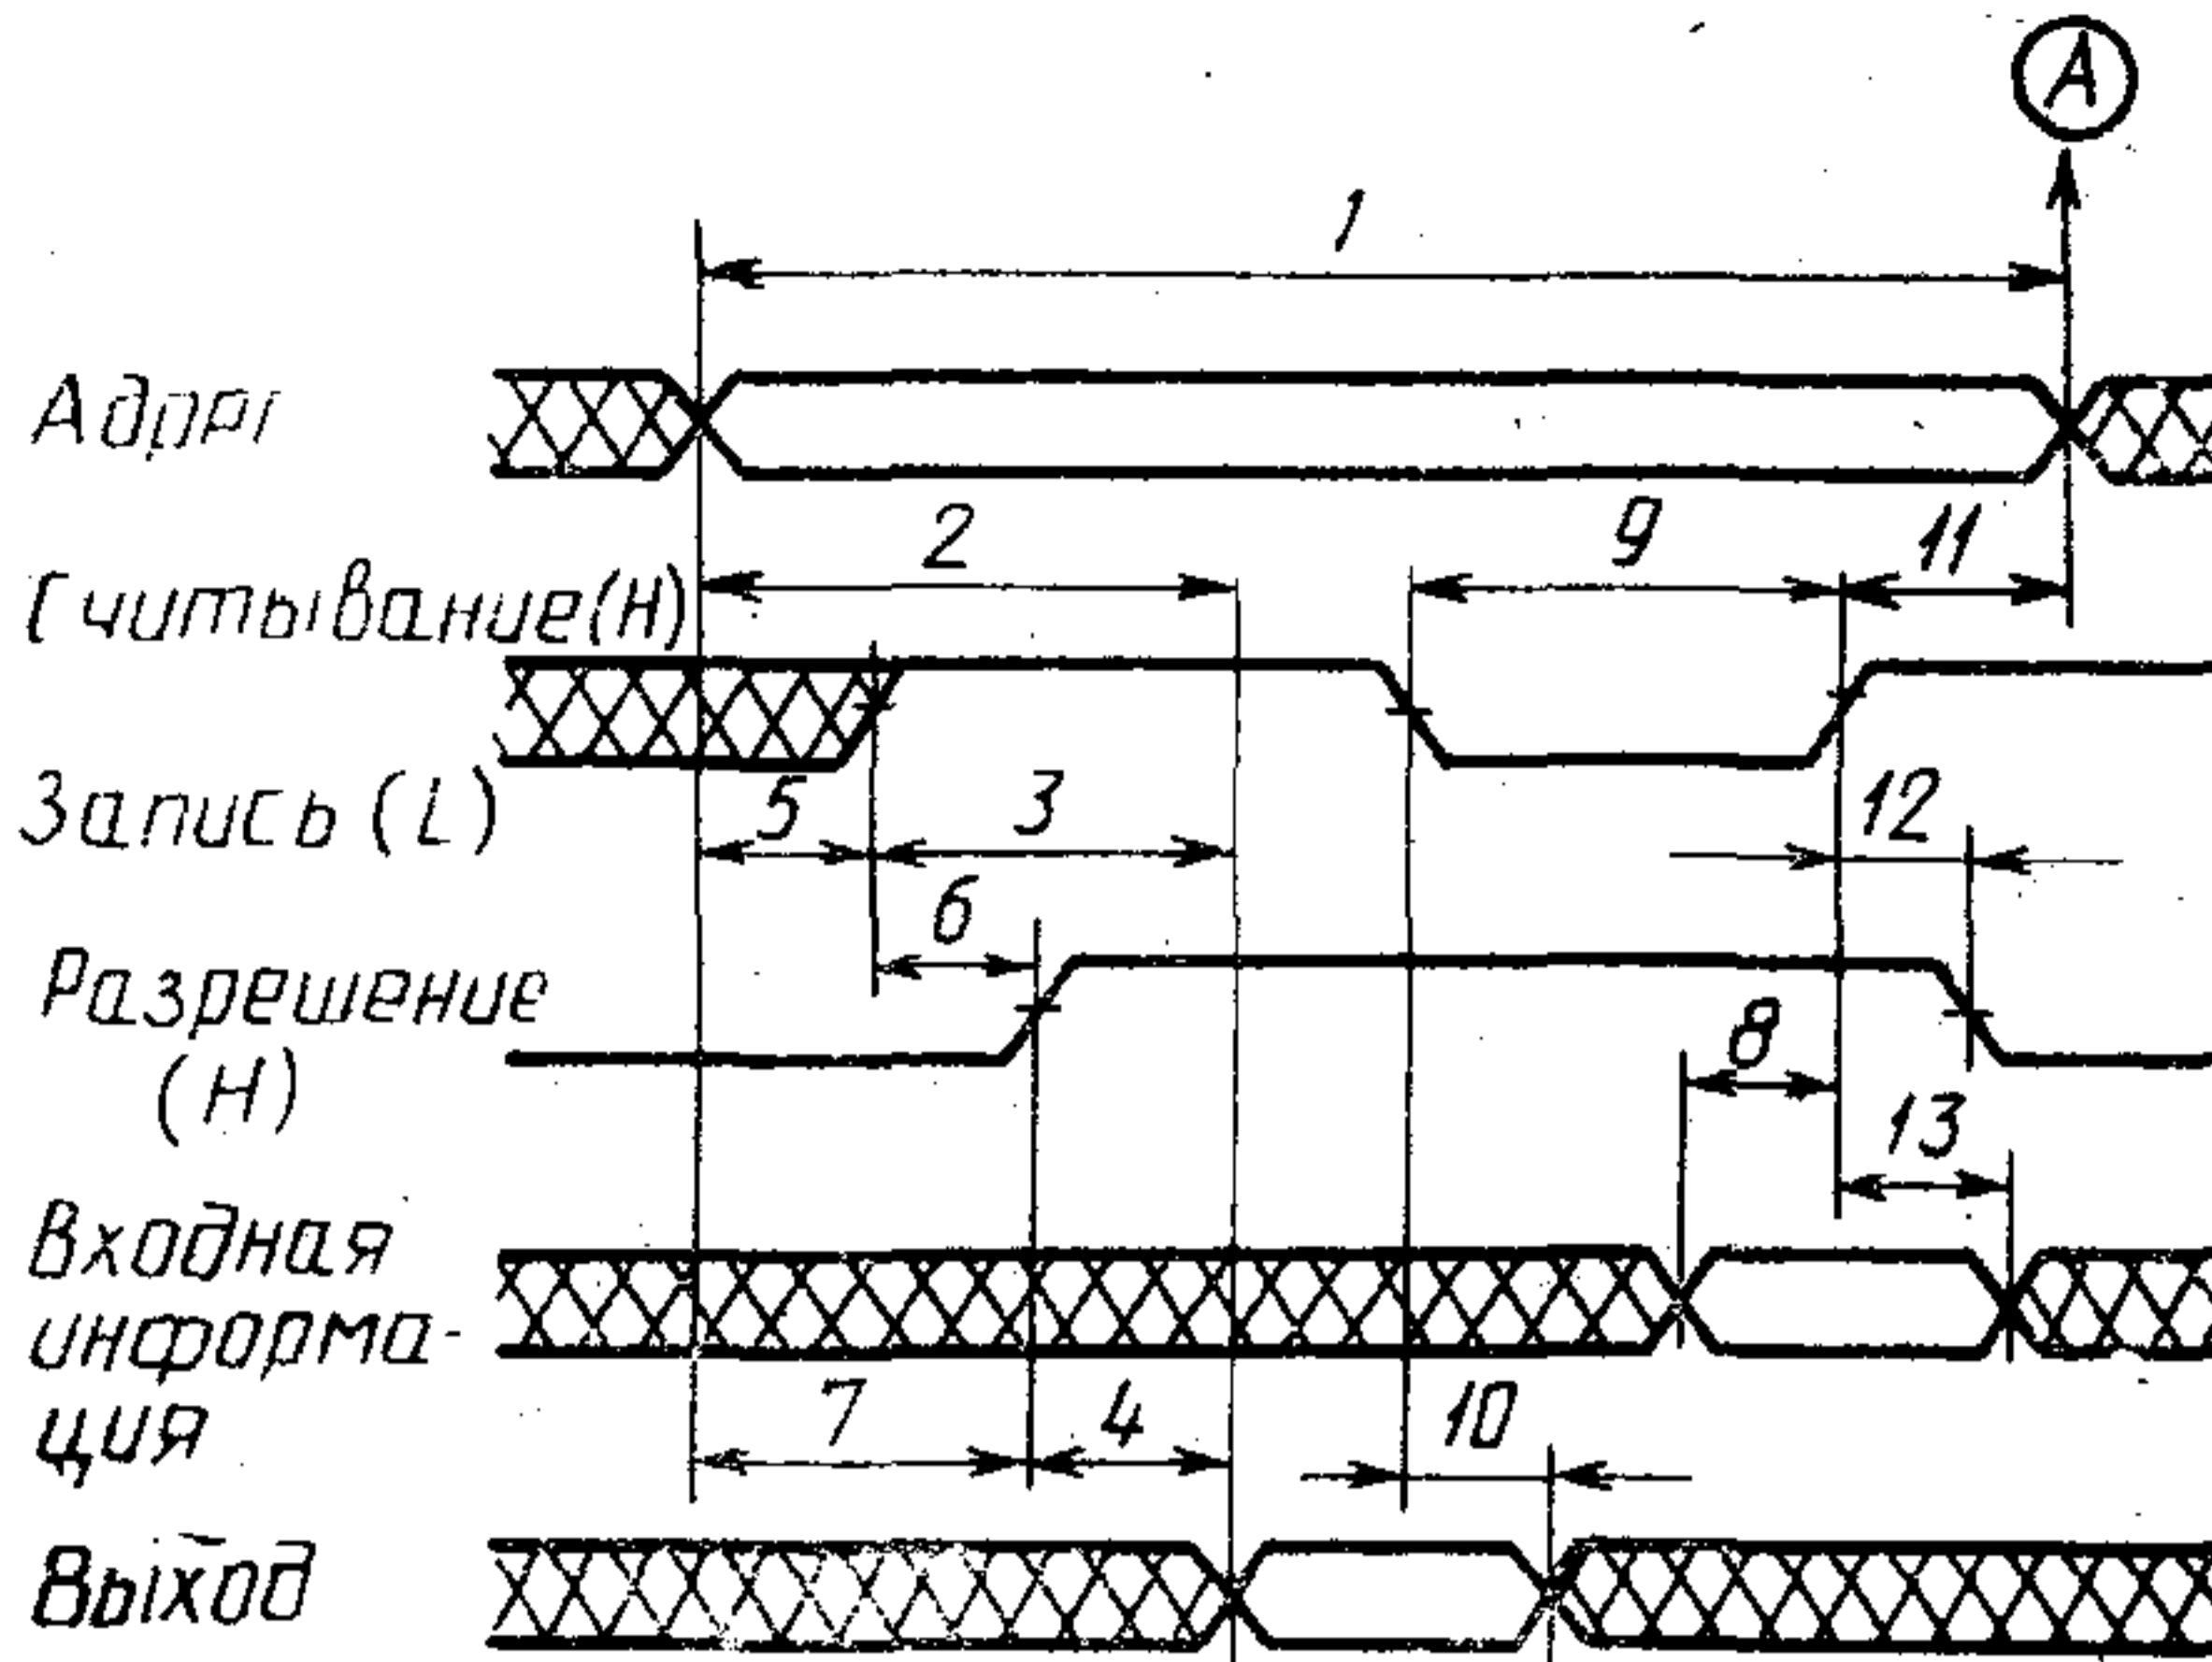 A
1
2
9
11
Считывание(H)
Запись (L)
5
3
12
6
Разрешение
(H)
8
13
Входная
информа-
ция
7
4
10
Выход